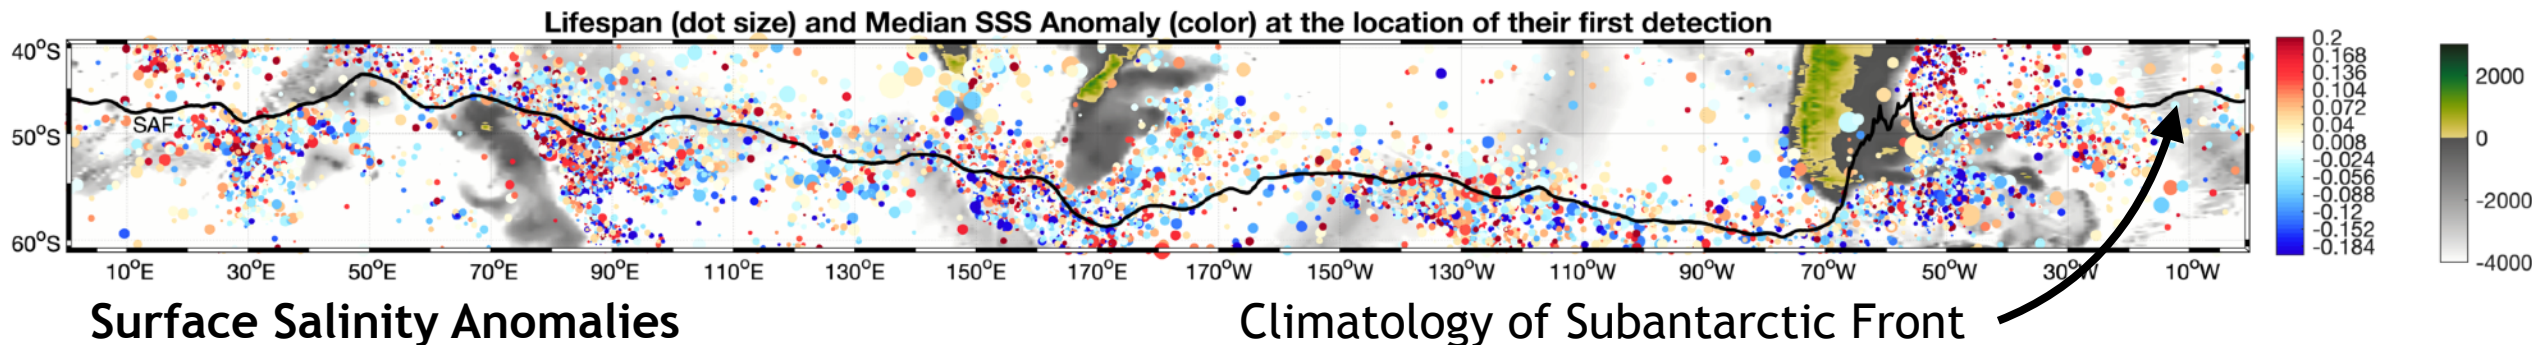 Lifespan (dot size) and Median SSS Anomaly (color) at the location of their first detection
40°S
50°S
60°S
SAF
10°E 30°E 50°E 70°E 90°E 110°E 130°E 150°E 170°E 170°W 150°W 130°W 110°W 90°W 70°W 50°W 30°W 10°W
0.2
0.168
0.136
0.104
0.072
0.04
0.008
-0.024
-0.056
-0.088
-0.12
-0.152
-0.184
2000
0
-2000
-4000
Surface Salinity Anomalies
Climatology of Subantarctic Front